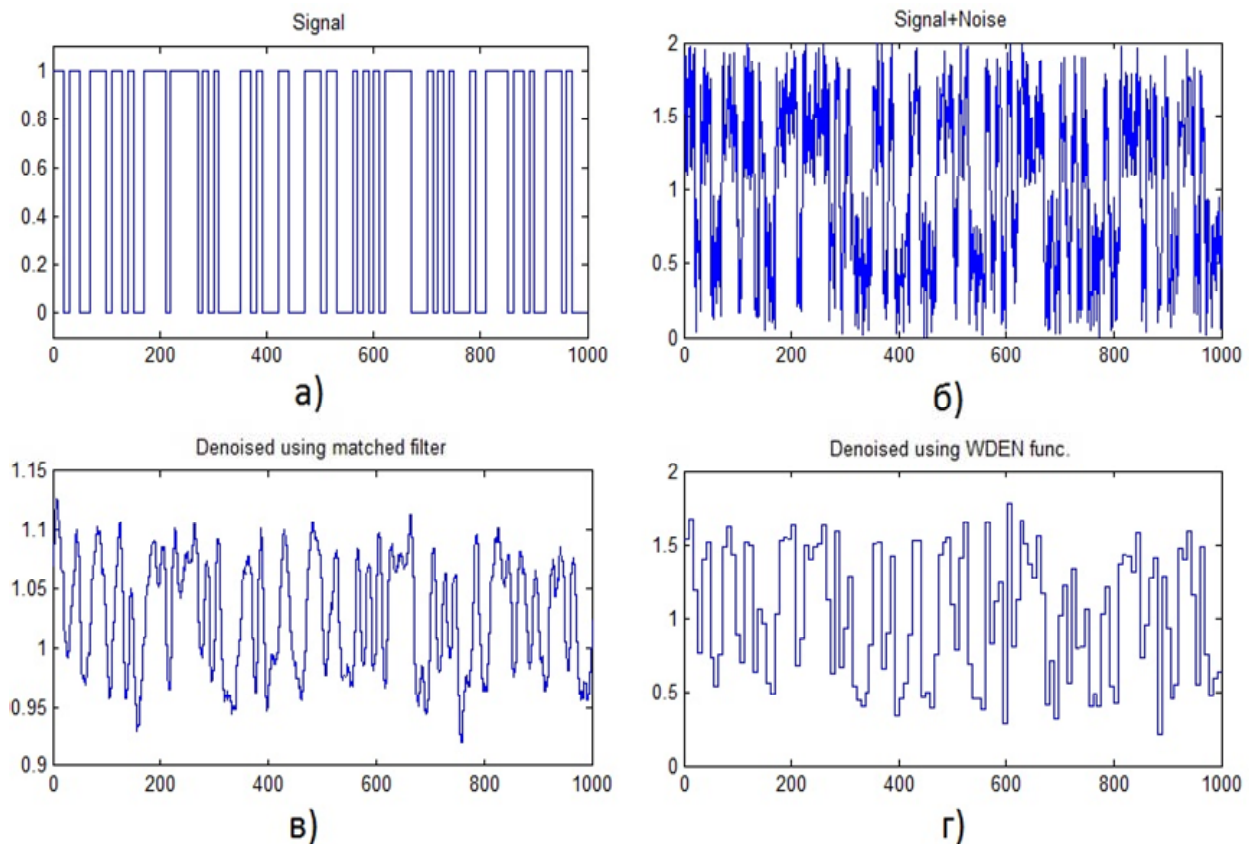 Signal
1
0.8
0.6
0.4
0.2
0
0 200 400 600 800 1000
а)
Signal+Noise
2
1.5
1
0.5
0
0 200 400 600 800 1000
б)
Denoised using matched filter
1.15
1.1
1.05
1
0.95
0.9
0 200 400 600 800 1000
в)
Denoised using WDEN func.
2
1.5
1
0.5
0
0 200 400 600 800 1000
г)